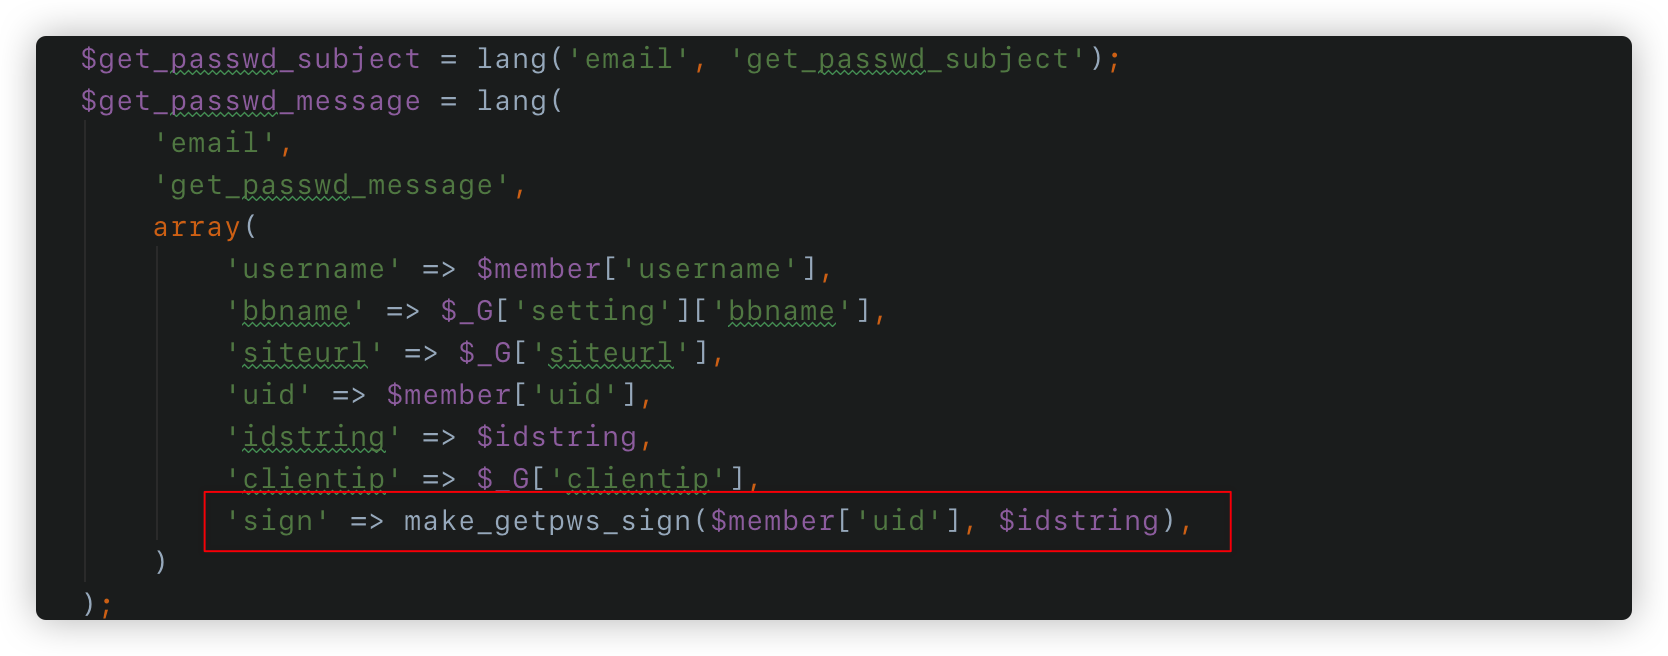 $get_passwd_subject = lang('email', 'get_passwd_subject');
$get_passwd_message = lang(
'email',
'get_passwd_message',
array(
'username' => $member['username'],
'bbname' => $_G['setting']['bbname'],
'siteurl' => $_G['siteurl'],
'uid' => $member['uid'],
'idstring' => $idstring,
'clientip' => $_G['clientip'],
'sign' => make_getpws_sign($member['uid'], $idstring),
)
);